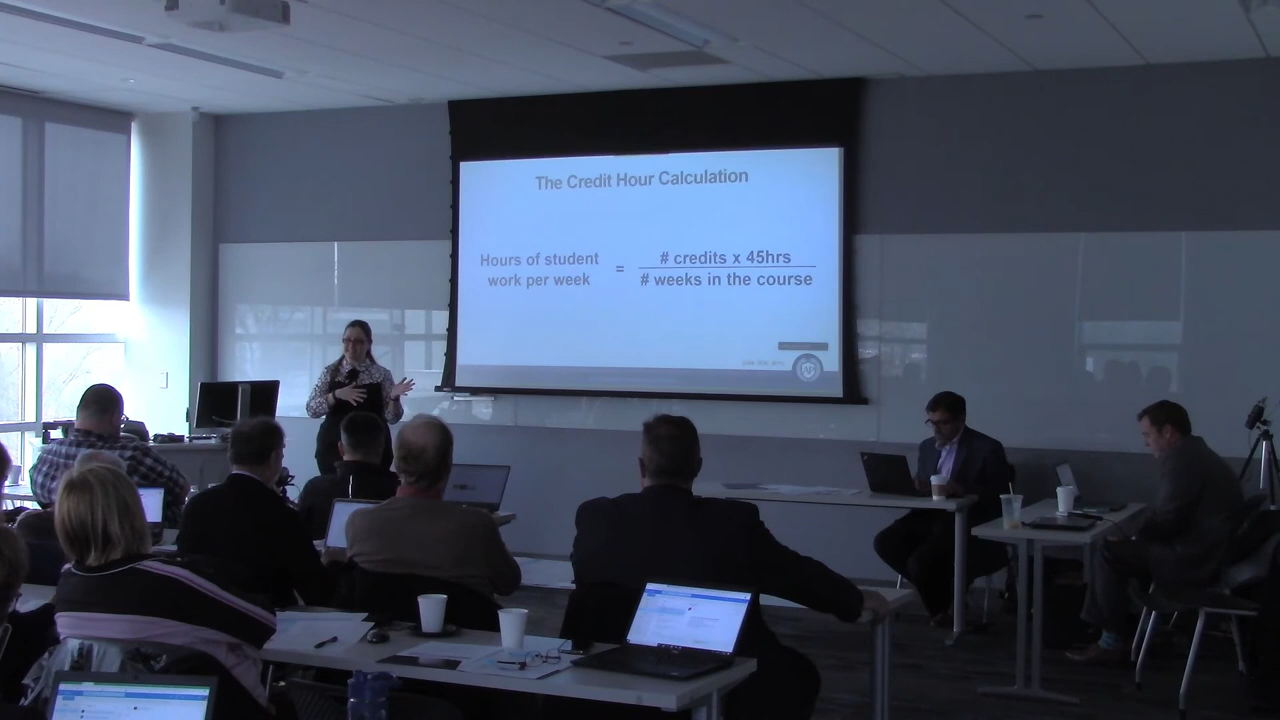 The Credit Hour Calculation
Hours of student
work per week
=
# credits x 45hrs
# weeks in the course